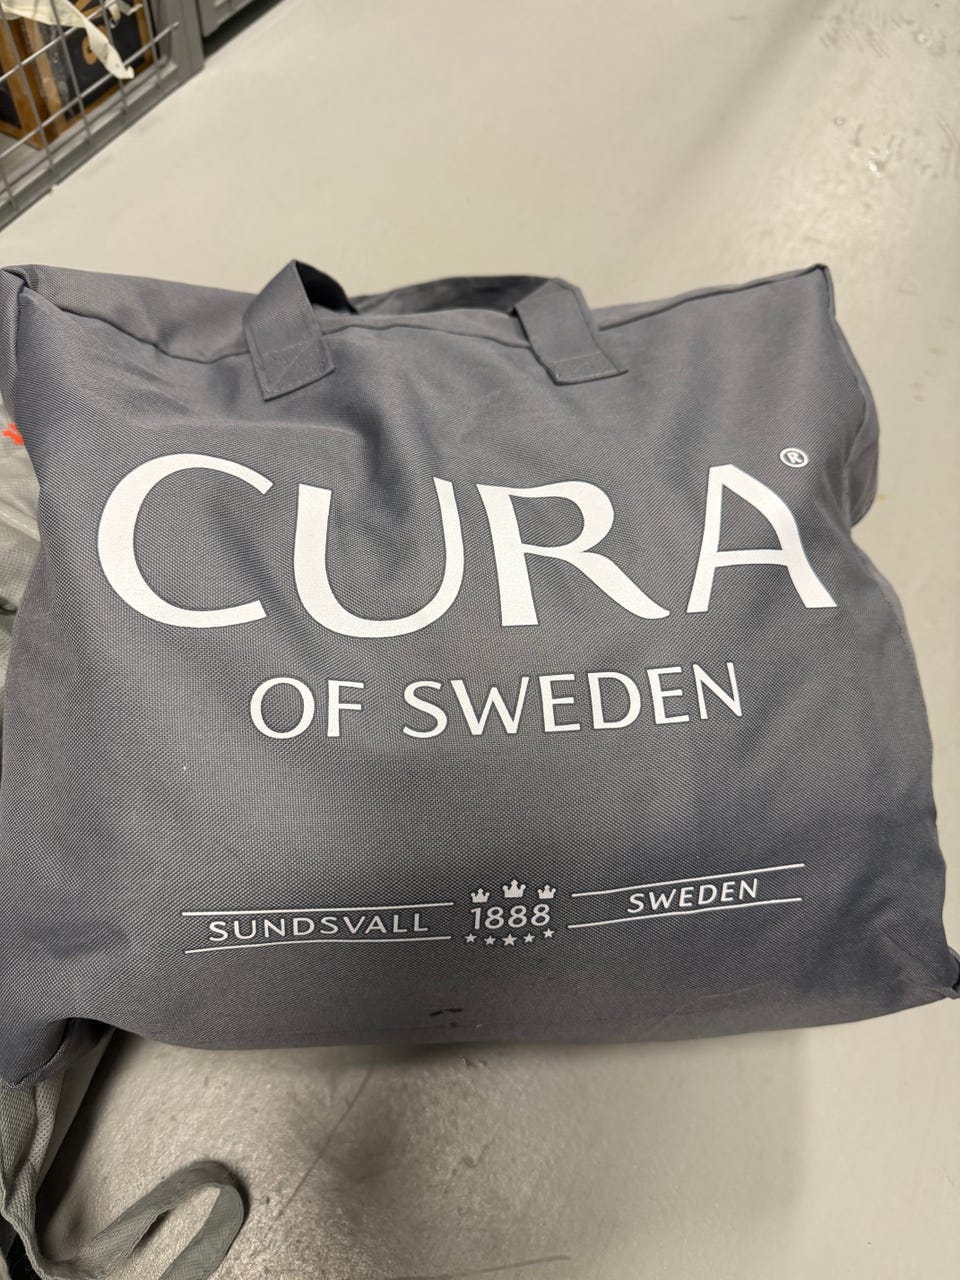 CURA®
OF SWEDEN
SUNDSVALL 1888 SWEDEN